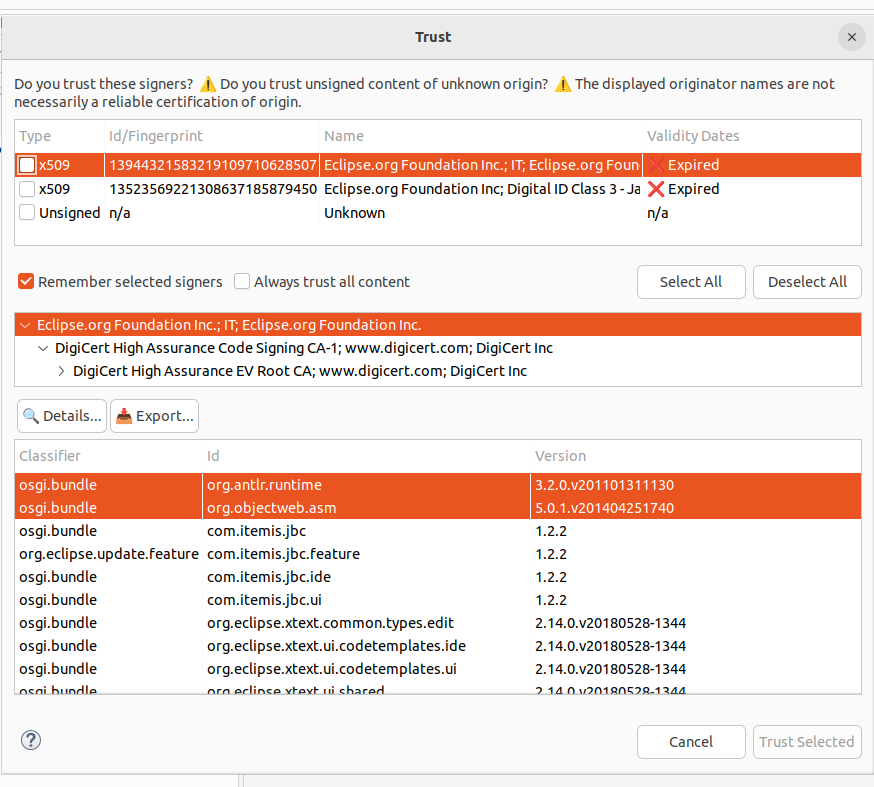 Trust
Do you trust these signers? ⚠ Do you trust unsigned content of unknown origin? ⚠ The displayed originator names are not
necessarily a reliable certification of origin.
Type Id/Fingerprint Name Validity Dates
x509 13944321583219109710628507 Eclipse.org Foundation Inc.; IT; Eclipse.org Foun ❌ Expired
x509 13523569221308637185879450 Eclipse.org Foundation Inc; Digital ID Class 3 - Ja ❌ Expired
Unsigned n/a Unknown n/a
Remember selected signers Always trust all content Select All Deselect All
Eclipse.org Foundation Inc.; IT; Eclipse.org Foundation Inc.
DigiCert High Assurance Code Signing CA-1; www.digicert.com; DigiCert Inc
DigiCert High Assurance EV Root CA; www.digicert.com; DigiCert Inc
Details... Export...
Classifier Id Version
osgi.bundle org.antlr.runtime 3.2.0.v201101311130
osgi.bundle org.objectweb.asm 5.0.1.v201404251740
osgi.bundle com.itemis.jbc 1.2.2
org.eclipse.update.feature com.itemis.jbc.feature 1.2.2
osgi.bundle com.itemis.jbc.ide 1.2.2
osgi.bundle com.itemis.jbc.ui 1.2.2
osgi.bundle org.eclipse.xtext.common.types.edit 2.14.0.v20180528-1344
osgi.bundle org.eclipse.xtext.ui.codetemplates.ide 2.14.0.v20180528-1344
osgi.bundle org.eclipse.xtext.ui.codetemplates.ui 2.14.0.v20180528-1344
osgi.bundle org.eclipse.xtext.ui.shared 2.14.0.v20180528-1344
Cancel Trust Selected